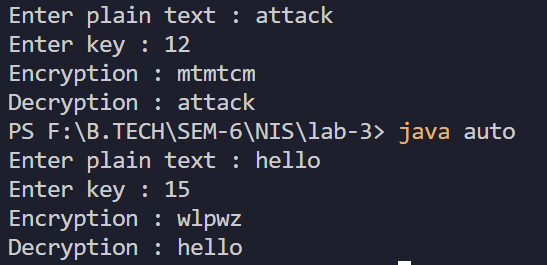 Enter plain text : attack
Enter key : 12
Encryption : mtmtcm
Decryption : attack
PS F:\B.TECH\SEM-6\NIS\lab-3> java auto
Enter plain text : hello
Enter key : 15
Encryption : wlpwz
Decryption : hello